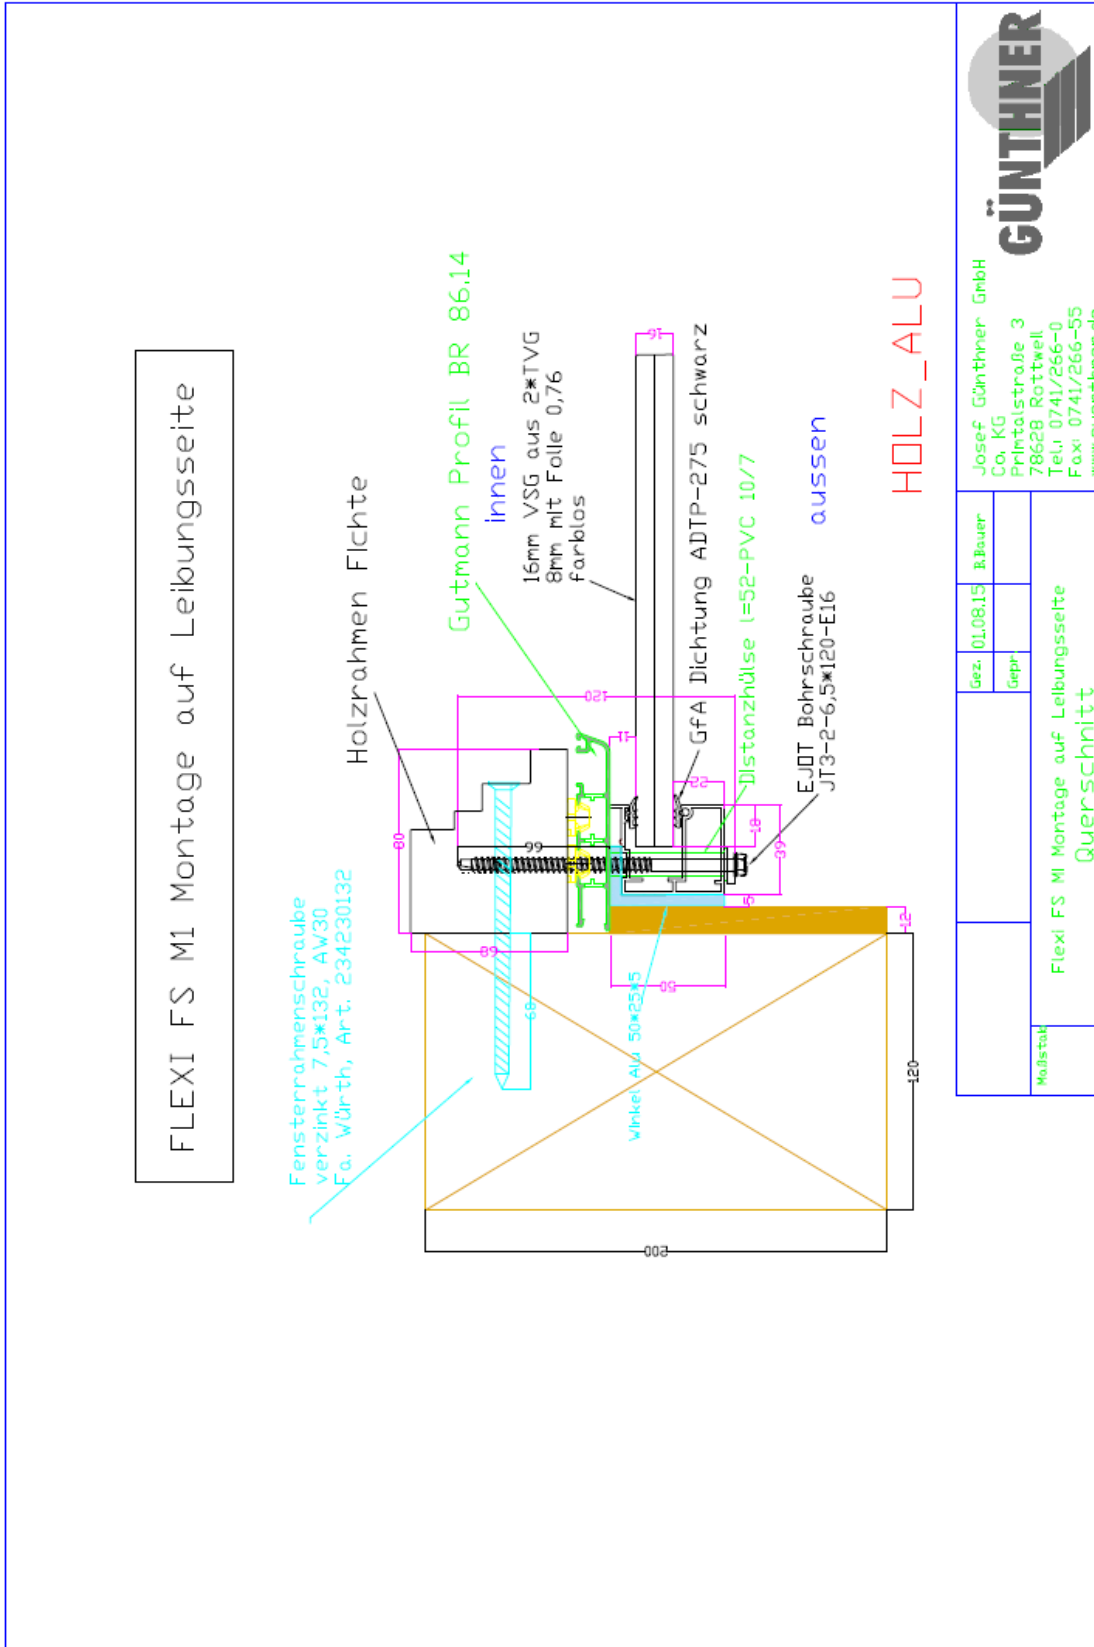 FLEXI FS M1 Montage auf Leibungsseite
Fensterrahmenschraube
verzinkt 7,5*132, AW30
Fa. Würth, Art. 234230132
Holzrahmen Fichte
Gutmann Profil BR 86.14
innen
16mm VSG aus 2*TVG
8mm mit Folie 0,76
farblos
GfA Dichtung ADTP-275 schwarz
Distanzhülse l=52-PVC 10/7
EJOT Bohrschraube
JT3-2-6,5*120-E16
aussen
Winkel Alu 50*25*5
HOLZ_ALU
80
68
68
66
120
11
16
22
18
39
5
12
50
120
200
Gez.
01.08.15
R.Bauer
Gepr.
Maßstab
Flexi FS M1 Montage auf Leibungsseite
Querschnitt
Josef Günthner GmbH
Co. KG
Primtalstraße 3
78628 Rottweil
Tel.: 0741/266-0
Fax: 0741/266-55
GÜNTHNER